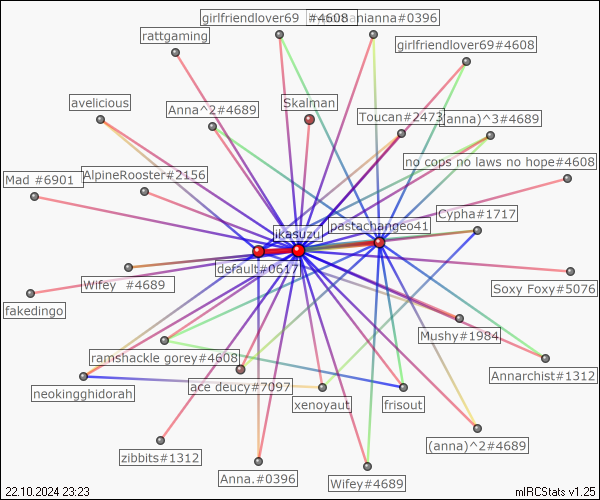 girlfriendlover69 #4608
anna#0396
rattgaming
girlfriendlover69#4608
avelicious
Anna^2#4689
Skalman
Toucan#2473
(anna)^3#4689
no cops no laws no hope#4608
Mad #6901
AlpineRooster#2156
Cypha#1717
ikasuzu
pastachangeo41
default#0617
Wifey #4689
Soxy Foxy#5076
fakedingo
Mushy#1984
ramshackle gorey#4608
Annarchist#1312
ace deucy#7097
neokingghidorah
xenoyaut
frisout
(anna)^2#4689
zibbits#1312
Anna.#0396
Wifey#4689
22.10.2024 23:23
mIRCStats v1.25